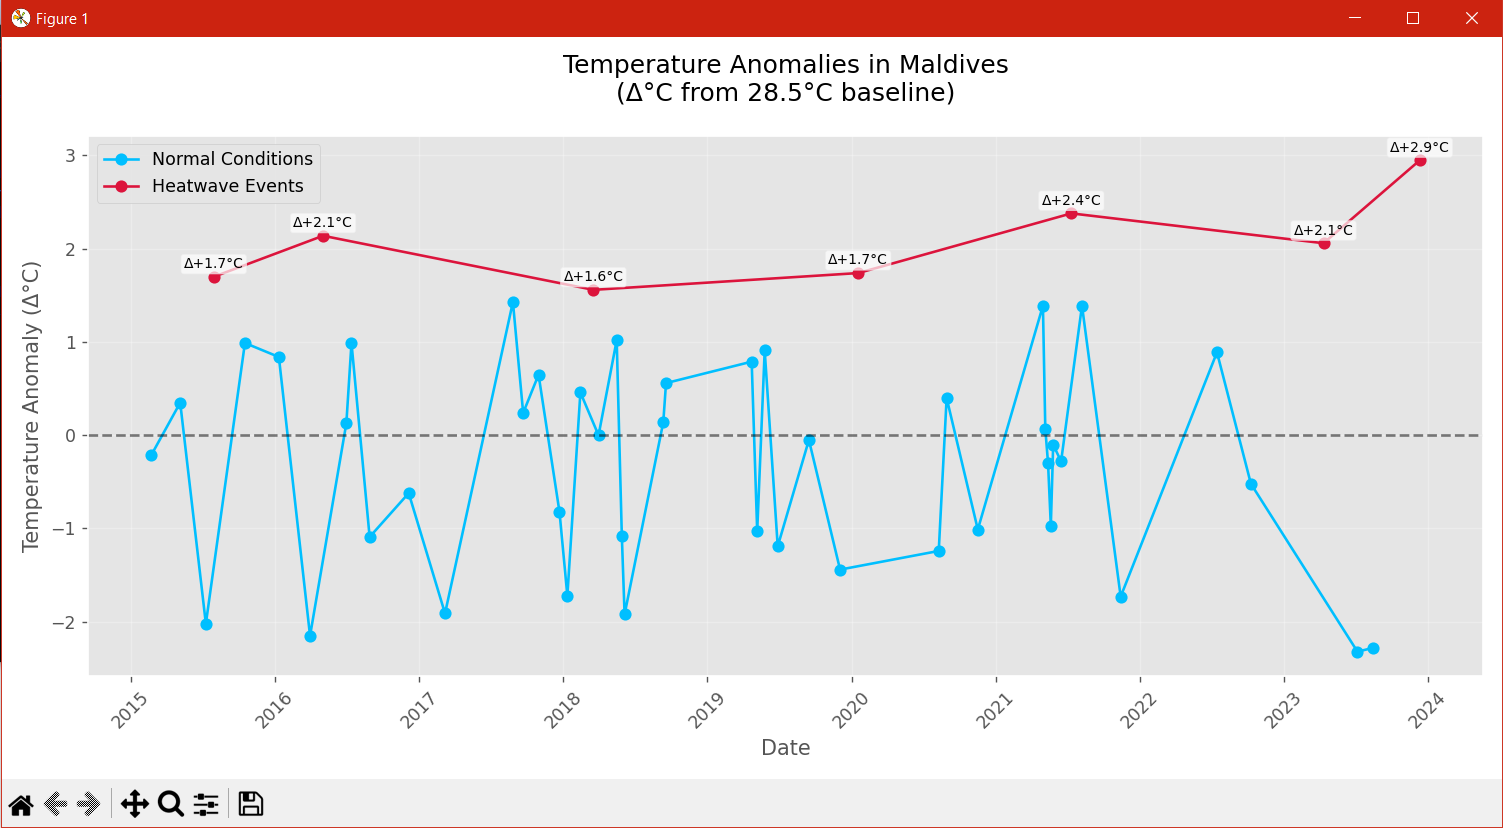 Figure 1
Temperature Anomalies in Maldives
(Δ°C from 28.5°C baseline)
Normal Conditions
Heatwave Events
Temperature Anomaly (Δ°C)
3
2
1
0
−1
−2
Δ+1.7°C
Δ+2.1°C
Δ+1.6°C
Δ+1.7°C
Δ+2.4°C
Δ+2.1°C
Δ+2.9°C
2015
2016
2017
2018
2019
2020
2021
2022
2023
2024
Date